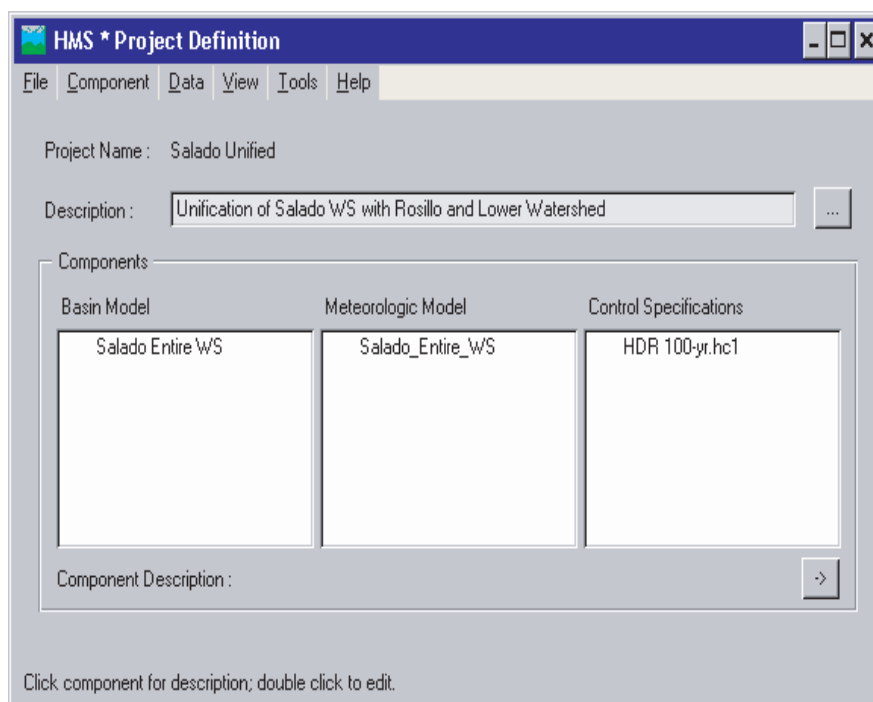 HMS * Project Definition
File Component Data View Tools Help
Project Name : Salado Unified
Description : Unification of Salado WS with Rosillo and Lower Watershed ...
Components
Basin Model Meteorologic Model Control Specifications
Salado Entire WS Salado_Entire_WS HDR 100-yr.hc1
Component Description : ->
Click component for description; double click to edit.